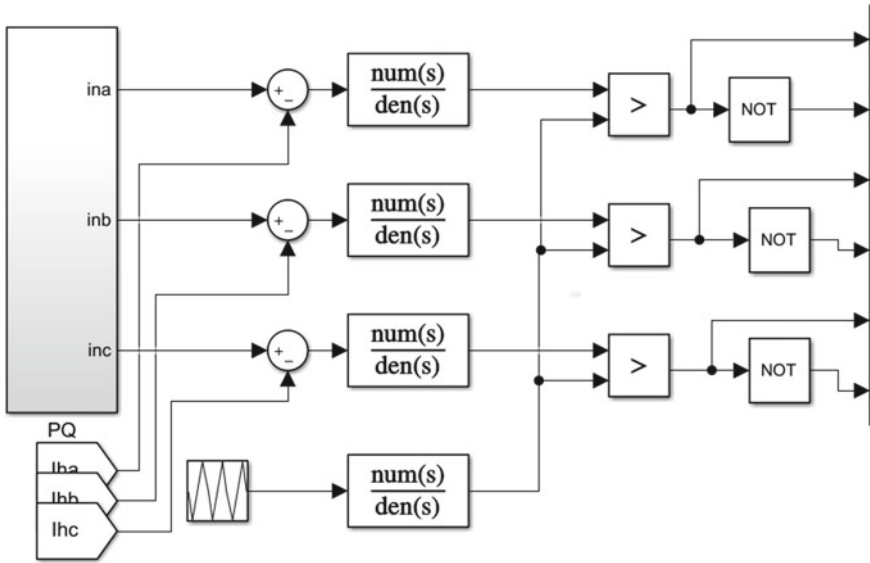 ina
+
−
num(s)
den(s)
>
NOT
inb
+
−
num(s)
den(s)
>
NOT
inc
+
−
num(s)
den(s)
>
NOT
PQ
Iha
Ihb
Ihc
num(s)
den(s)